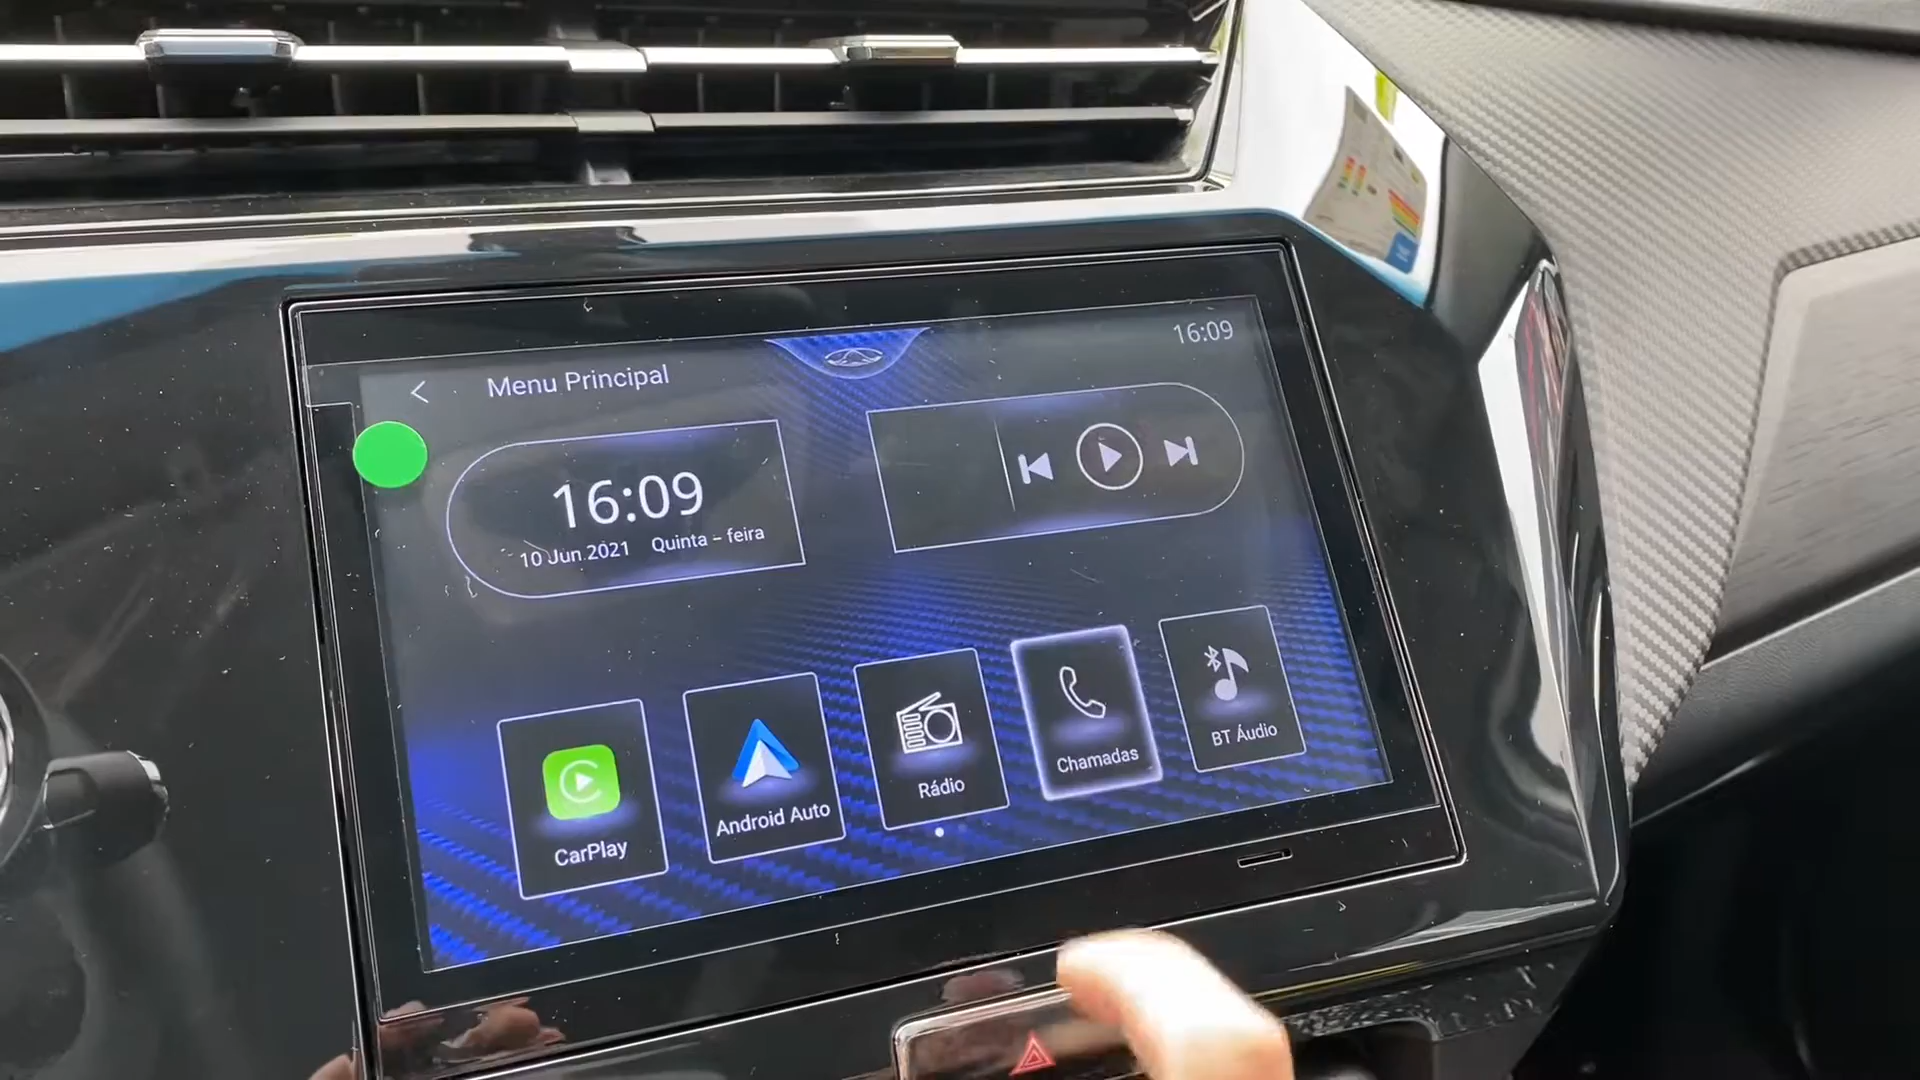 16:09
Menu Principal
16:09
10 Jun.2021 Quinta - feira
CarPlay
Android Auto
Rádio
Chamadas
BT Áudio